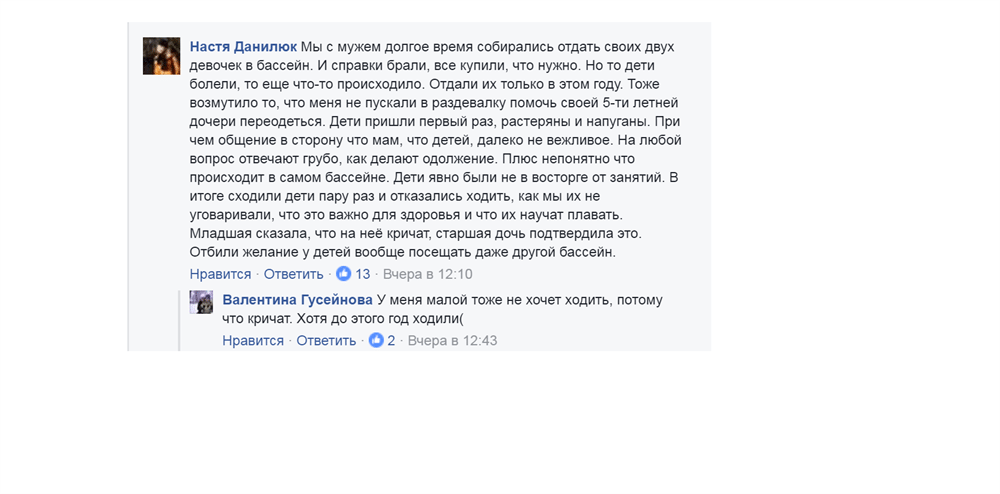 Настя Данилюк Мы с мужем долгое время собирались отдать своих двух
девочек в бассейн. И справки брали, все купили, что нужно. Но то дети
болели, то еще что-то происходило. Отдали их только в этом году. Тоже
возмутило то, что меня не пускали в раздевалку помочь своей 5-ти летней
дочери переодеться. Дети пришли первый раз, растеряны и напуганы. При
чем общение в сторону что мам, что детей, далеко не вежливое. На любой
вопрос отвечают грубо, как делают одолжение. Плюс непонятно что
происходит в самом бассейне. Дети явно были не в восторге от занятий. В
итоге сходили дети пару раз и отказались ходить, как мы их не
уговаривали, что это важно для здоровья и что их научат плавать.
Младшая сказала, что на неё кричат, старшая дочь подтвердила это.
Отбили желание у детей вообще посещать даже другой бассейн.
Нравится · Ответить · 13 · Вчера в 12:10
Валентина Гусейнова У меня малой тоже не хочет ходить, потому
что кричат. Хотя до этого год ходили(
Нравится · Ответить · 2 · Вчера в 12:43